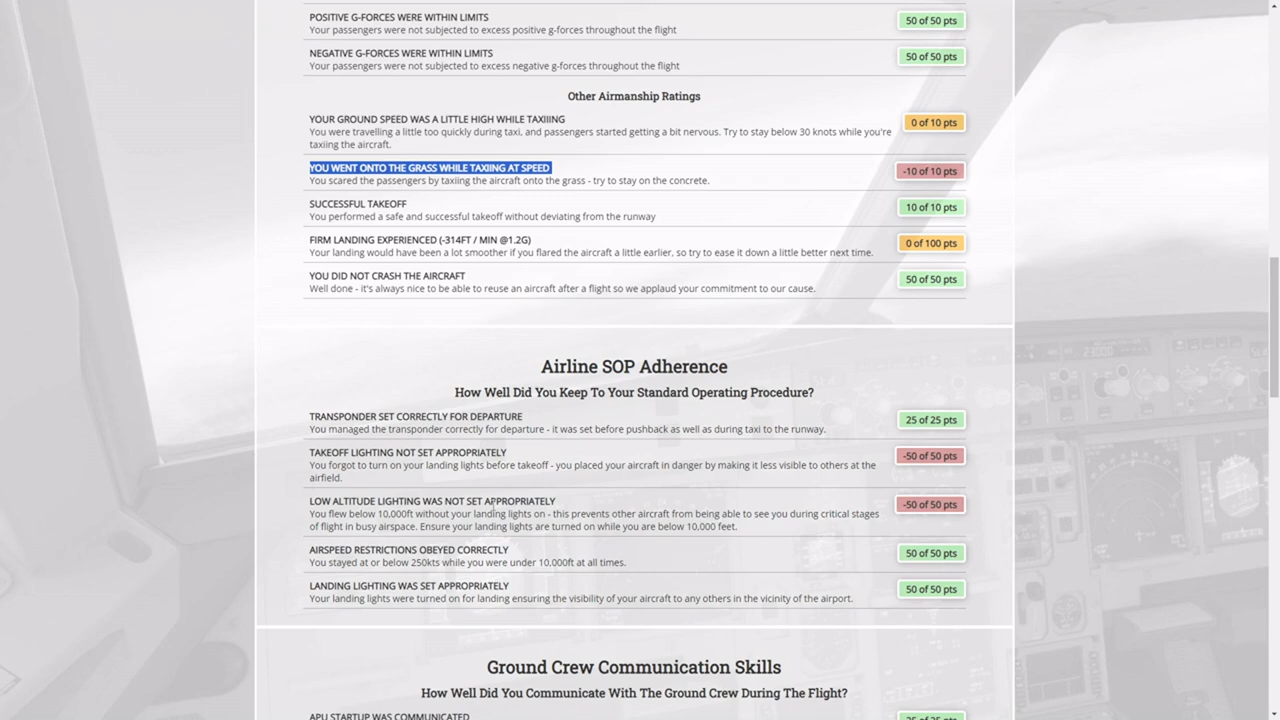 POSITIVE G-FORCES WERE WITHIN LIMITS
50 of 50 pts
Your passengers were not subjected to excess positive g-forces throughout the flight
NEGATIVE G-FORCES WERE WITHIN LIMITS
50 of 50 pts
Your passengers were not subjected to excess negative g-forces throughout the flight
Other Airmanship Ratings
YOUR GROUND SPEED WAS A LITTLE HIGH WHILE TAXIIING
0 of 10 pts
You were travelling a little too quickly during taxi, and passengers started getting a bit nervous. Try to stay below 30 knots while you're
taxiing the aircraft.
YOU WENT ONTO THE GRASS WHILE TAXIING AT SPEED
-10 of 10 pts
You scared the passengers by taxiing the aircraft onto the grass - try to stay on the concrete.
SUCCESSFUL TAKEOFF
10 of 10 pts
You performed a safe and successful takeoff without deviating from the runway
FIRM LANDING EXPERIENCED (-314FT / MIN @1.2G)
0 of 100 pts
Your landing would have been a lot smoother if you flared the aircraft a little earlier, so try to ease it down a little better next time.
YOU DID NOT CRASH THE AIRCRAFT
50 of 50 pts
Well done - it's always nice to be able to reuse an aircraft after a flight so we applaud your commitment to our cause.
Airline SOP Adherence
How Well Did You Keep To Your Standard Operating Procedure?
TRANSPONDER SET CORRECTLY FOR DEPARTURE
25 of 25 pts
You managed the transponder correctly for departure - it was set before pushback as well as during taxi to the runway.
TAKEOFF LIGHTING NOT SET APPROPRIATELY
-50 of 50 pts
You forgot to turn on your landing lights before takeoff - you placed your aircraft in danger by making it less visible to others at the
airfield.
LOW ALTITUDE LIGHTING WAS NOT SET APPROPRIATELY
-50 of 50 pts
You flew below 10,000ft without your landing lights on - this prevents other aircraft from being able to see you during critical stages
of flight in busy airspace. Ensure your landing lights are turned on while you are below 10,000 feet.
AIRSPEED RESTRICTIONS OBEYED CORRECTLY
50 of 50 pts
You stayed at or below 250kts while you were under 10,000ft at all times.
LANDING LIGHTING WAS SET APPROPRIATELY
50 of 50 pts
Your landing lights were turned on for landing ensuring the visibility of your aircraft to any others in the vicinity of the airport.
Ground Crew Communication Skills
How Well Did You Communicate With The Ground Crew During The Flight?
APU STARTUP WAS COMMUNICATED
25 of 25 pts